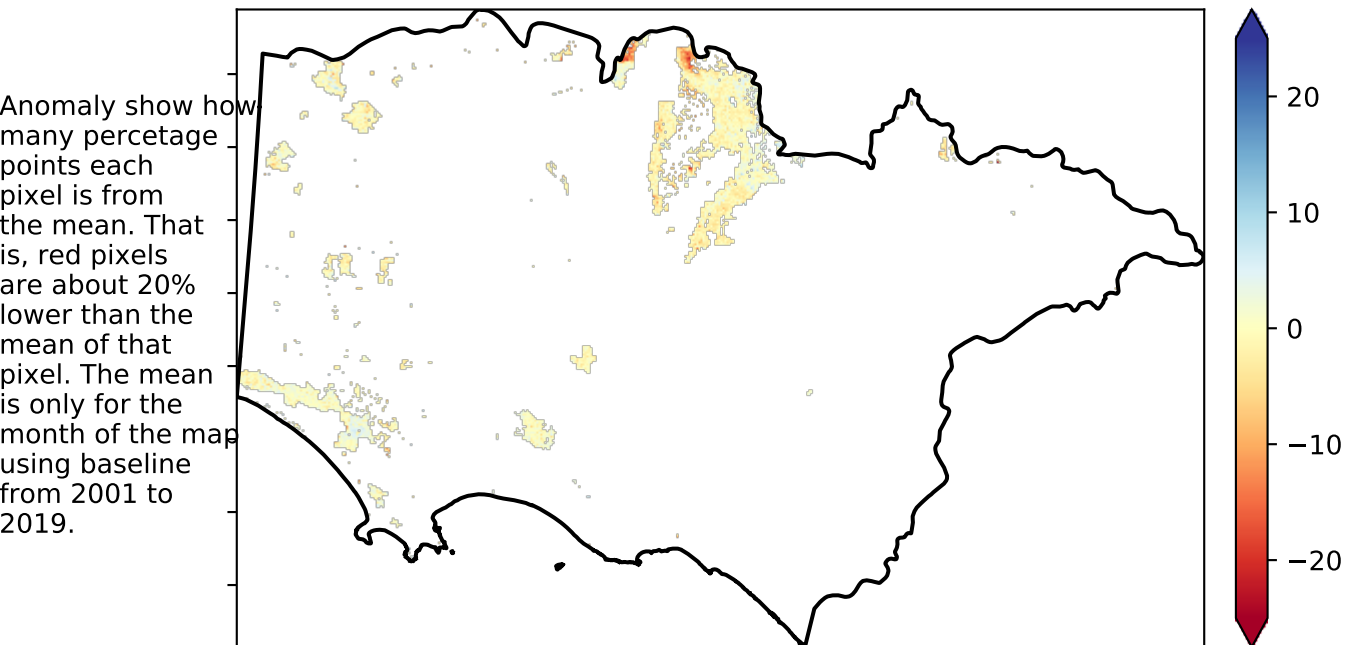 Anomaly show how
many percetage
points each
pixel is from
the mean. That
is, red pixels
are about 20%
lower than the
mean of that
pixel. The mean
is only for the
month of the map
using baseline
from 2001 to
2019.
20
10
0
−10
−20